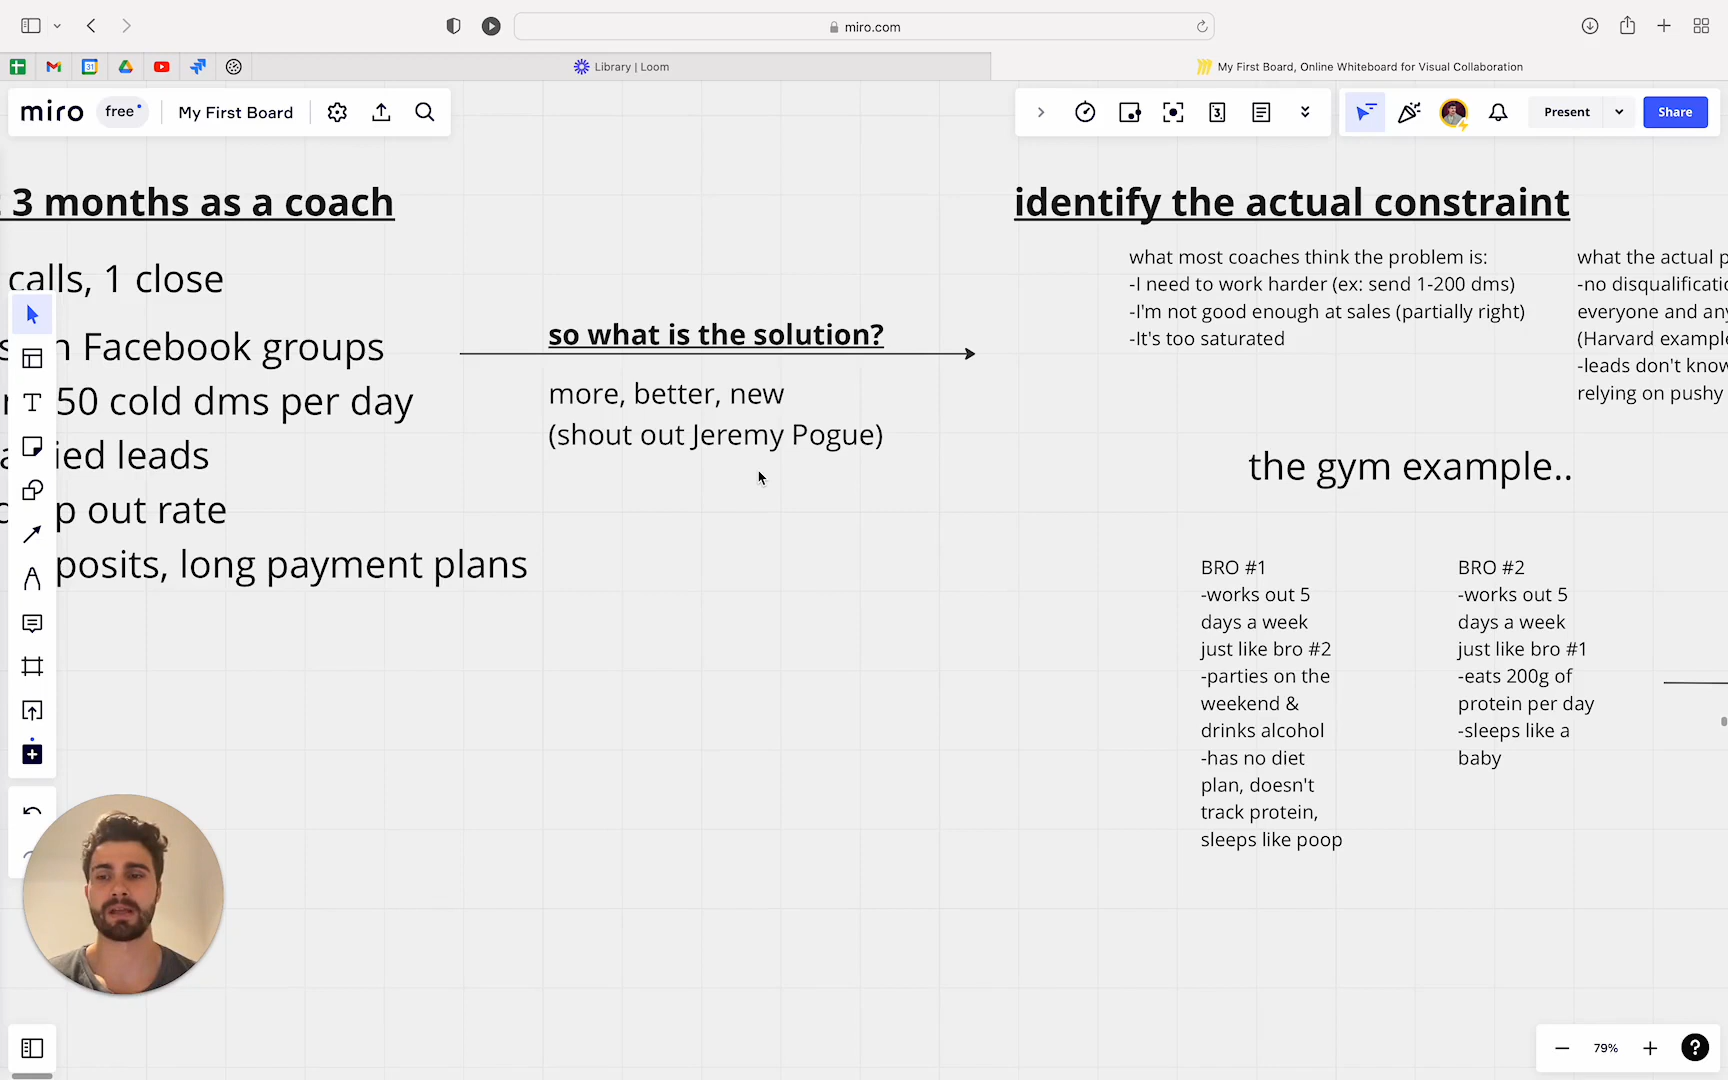 miro.com
31
Library | Loom
My First Board, Online Whiteboard for Visual Collaboration
miro
free
My First Board
3
Present
Share
3 months as a coach
calls, 1 close
n Facebook groups
50 cold dms per day
ied leads
p out rate
posits, long payment plans
so what is the solution?
more, better, new
(shout out Jeremy Pogue)
identify the actual constraint
what most coaches think the problem is:
-I need to work harder (ex: send 1-200 dms)
-I'm not good enough at sales (partially right)
-It's too saturated
what the actual p
-no disqualificatio
everyone and any
(Harvard example
-leads don't know
relying on pushy
the gym example..
BRO #1
-works out 5
days a week
just like bro #2
-parties on the
weekend &
drinks alcohol
-has no diet
plan, doesn't
track protein,
sleeps like poop
BRO #2
-works out 5
days a week
just like bro #1
-eats 200g of
protein per day
-sleeps like a
baby
79%
?